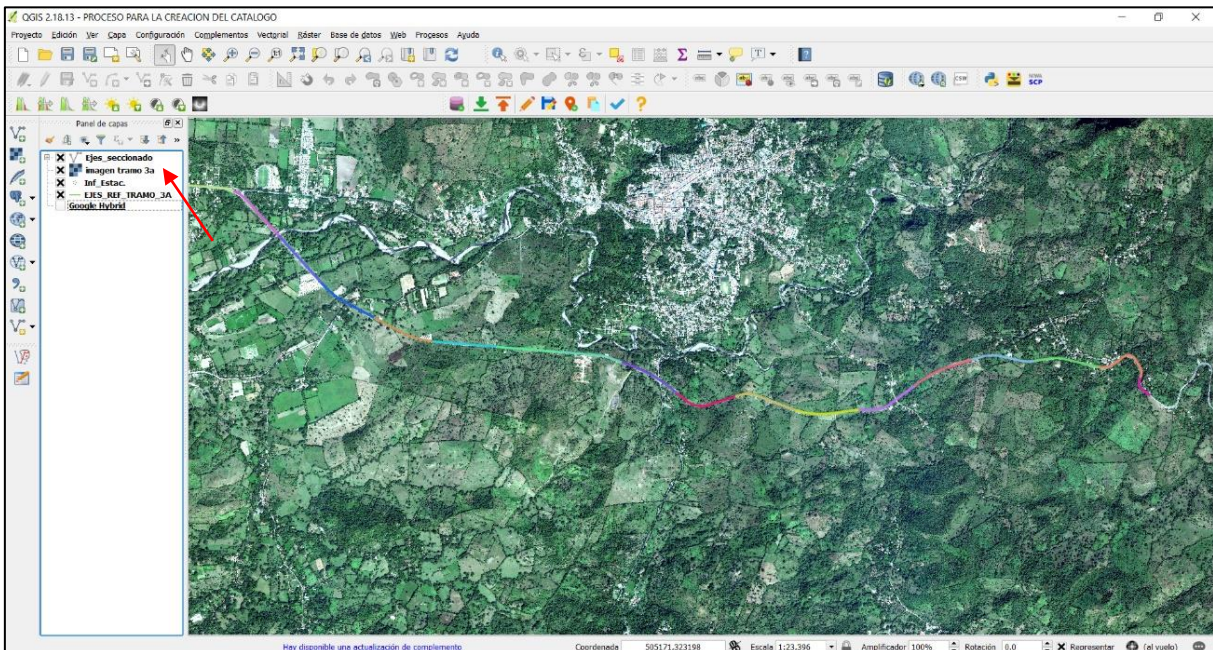 QGIS 2.18.13 - PROCESO PARA LA CREACION DEL CATALOGO
Proyecto Edición Ver Capa Configuración Complementos Vectorial Ráster Base de datos Web Procesos Ayuda
CSW
SCP
Panel de capas
Ejes_seccionado
imagen tramo 3a
Inf_Estac.
EJES_REF_TRAMO_3A
Google Hybrid
Hay disponible una actualización de complemento Coordenada 505171,323198 Escala 1:23,396 Amplificador 100% Rotación 0,0 Representar (al vuelo)